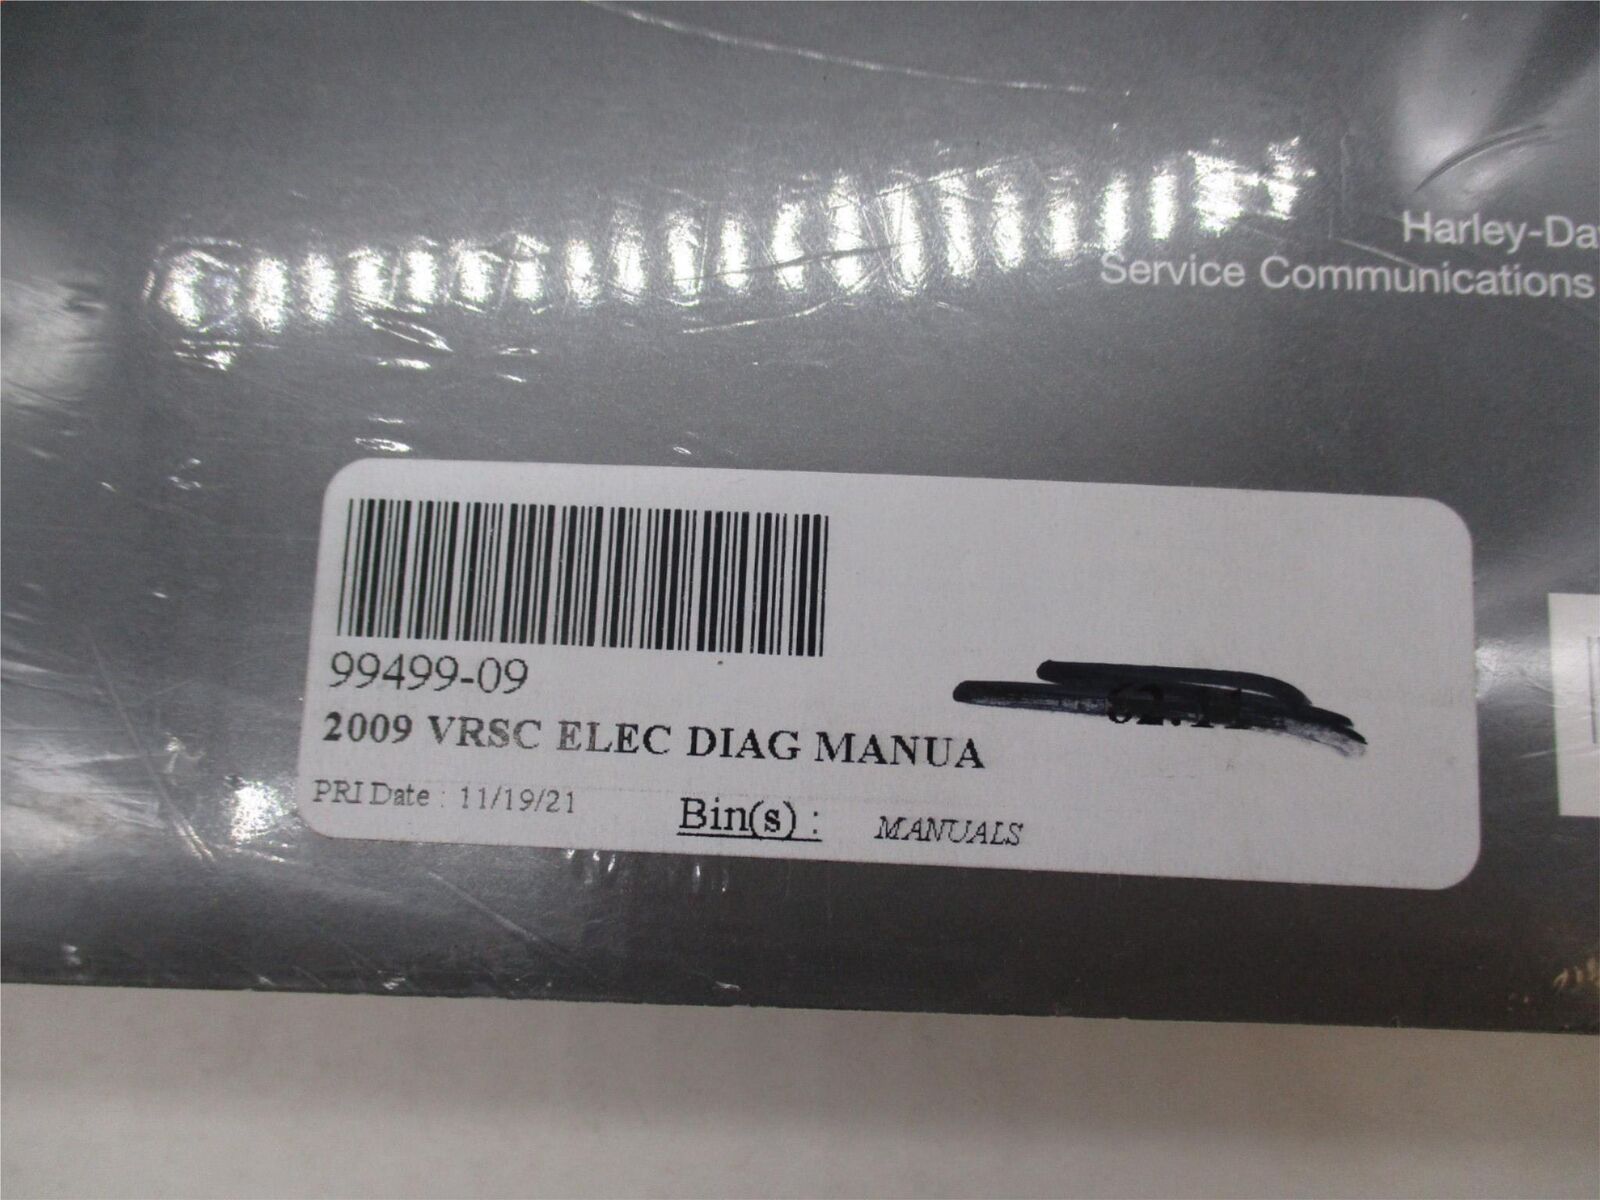 Harley-Da
Service Communications
99499-09
2009 VRSC ELEC DIAG MANUA
PRI Date : 11/19/21
Bin(s) : MANUALS